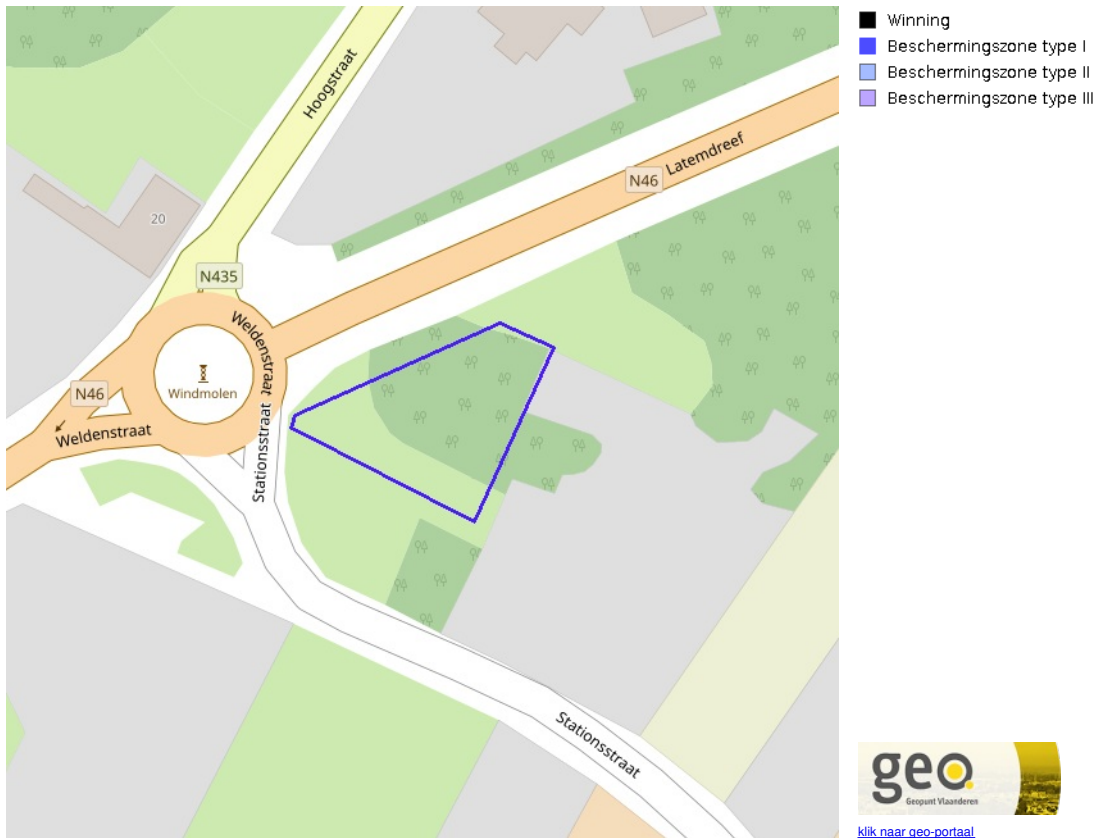 Winning
Beschermingszone type I
Beschermingszone type II
Beschermingszone type III
Hoogstraat
N46
Latemdreef
20
N435
Weldenstraat
Windmolen
N46
Weldenstraat
Stationsstraat
Stationsstraat
geo.
Geopunt Vlaanderen
klik naar geo-portaal